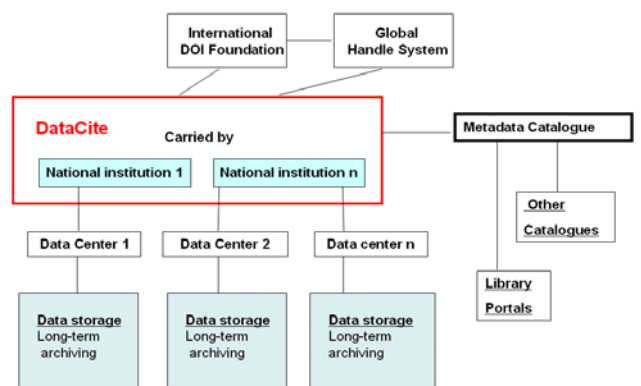 International
DOI Foundation
Global
Handle System
DataCite
Carried by
Metadata Catalogue
National institution 1
National institution n
Other
Catalogues
Data Center 1
Data Center 2
Data center n
Library
Portals
Data storage
Long-term
archiving
Data storage
Long-term
archiving
Data storage
Long-term
archiving